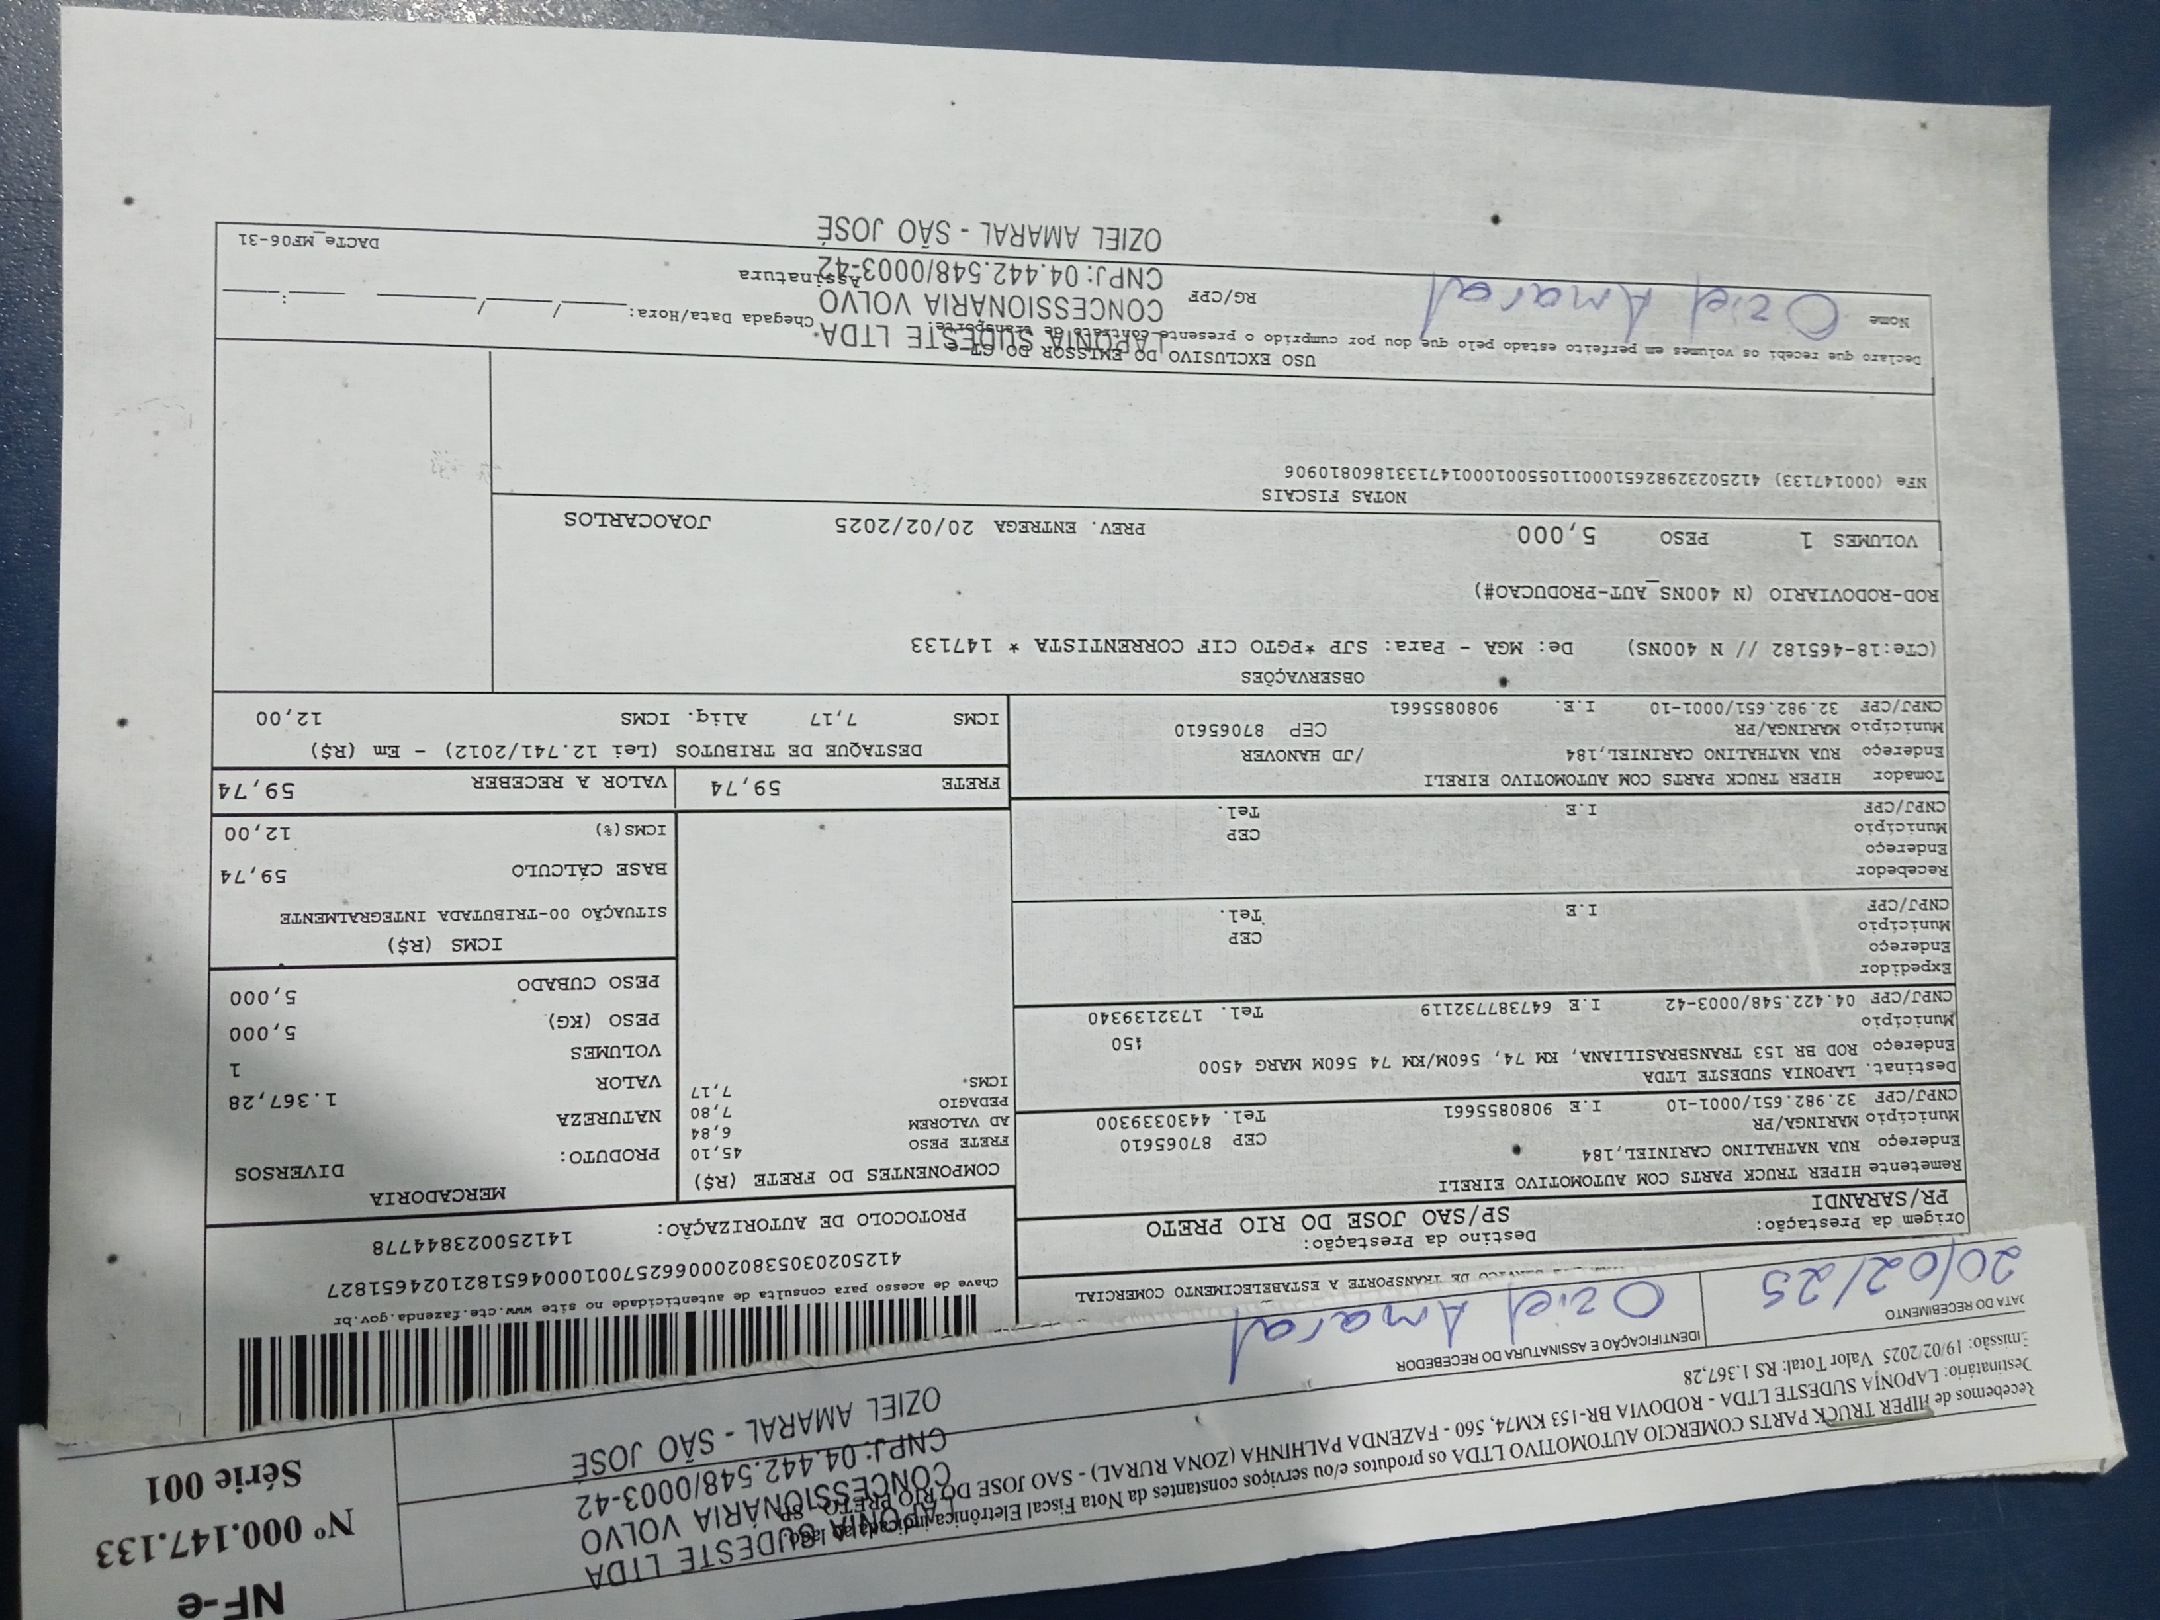 NF-e
Nº 000.147.133
Série 001
Recebemos de HIPER TRUCK PARTS COMERCIO AUTOMOTIVO LTDA os produtos e/ou serviços constantes da Nota Fiscal Eletrônica indicada ao lado.
Destinatário: LAPONIA SUDESTE LTDA - RODOVIA BR-153 KM74, 560 - FAZENDA PALHINHA (ZONA RURAL) - SAO JOSE DO RIO PRETO - SP
Emissão: 19/02/2025 Valor Total: R$ 1.367,28
DATA DO RECEBIMENTO
20/02/25
IDENTIFICAÇÃO E ASSINATURA DO RECEBEDOR
Oziel Amaral
LAPONIA SUDESTE LTDA
CONCESSIONÁRIA VOLVO
CNPJ: 04.442.548/0003-42
OZIEL AMARAL - SÃO JOSÉ
DE TRANSPORTE A ESTABELECIMENTO COMERCIAL
Origem da Prestação:
PR/SARANDI
Destino da Prestação:
SP/SAO JOSE DO RIO PRETO
Chave de acesso para consulta de autenticidade no site www.cte.fazenda.gov.br
PROTOCOLO DE AUTORIZAÇÃO: 141250023844778
Remetente HIPER TRUCK PARTS COM AUTOMOTIVO EIRELI
Endereço RUA NATHALINO CARINIEL,184
Município MARINGA/PR CEP 87065610
CNPJ/CPF 32.982.651/0001-10 I.E 9080855661 Tel. 4430339300
Destinat. LAPONIA SUDESTE LTDA
Endereço ROD BR 153 TRANSBRASILIANA, KM 74, 560M/KM 74 560M MARG 4500
Município 150
CNPJ/CPF 04.422.548/0003-42 I.E 647387732119 Tel. 1732139340
Expedidor
Endereço
Município CEP
CNPJ/CPF I.E Tel.
Recebedor
Endereço
Município CEP
CNPJ/CPF I.E Tel.
Tomador HIPER TRUCK PARTS COM AUTOMOTIVO EIRELI
Endereço RUA NATHALINO CARINIEL,184 /JD HANOVER
Município MARINGA/PR CEP 87065610
CNPJ/CPF 32.982.651/0001-10 I.E. 9080855661
COMPONENTES DO FRETE (R$)
FRETE PESO 45,10
AD VALOREM 6,84
PEDAGIO 7,80
ICMS. 7,17
MERCADORIA
PRODUTO: DIVERSOS
NATUREZA
VALOR 1.367,28
VOLUMES 1
PESO (KG) 5,000
PESO CUBADO 5,000
ICMS (R$)
SITUAÇÃO 00-TRIBUTADA INTEGRALMENTE
BASE CÁLCULO 59,74
ICMS(%) 12,00
FRETE 59,74 VALOR A RECEBER 59,74
DESTAQUE DE TRIBUTOS (Lei 12.741/2012) - Em (R$)
ICMS 7,17 Aliq. ICMS 12,00
OBSERVAÇÕES
(CTe:18-465182 // N 400NS) De: MGA - Para: SJP *PGTO CIF CORRENTISTA * 147133
ROD-RODOVIARIO (N 400NS_AUT-PRODUCAO#)
VOLUMES 1 PESO 5,000 PREV. ENTREGA 20/02/2025 JOAOCARLOS
NOTAS FISCAIS
NFe (000147133) 41250232982651000110550010001471331860810906
USO EXCLUSIVO DO EMISSOR DO CT-e
Declaro que recebi os volumes em perfeito estado pelo que dou por cumprido o presente contrato de transporte.
Nome Oziel Amaral RG/CPF Assinatura Chegada Data/Hora: ____/____/____ ____:____
LAPONIA SUDESTE LTDA
CONCESSIONÁRIA VOLVO
CNPJ: 04.442.548/0003-42
OZIEL AMARAL - SÃO JOSÉ
DACTe_MF06-31